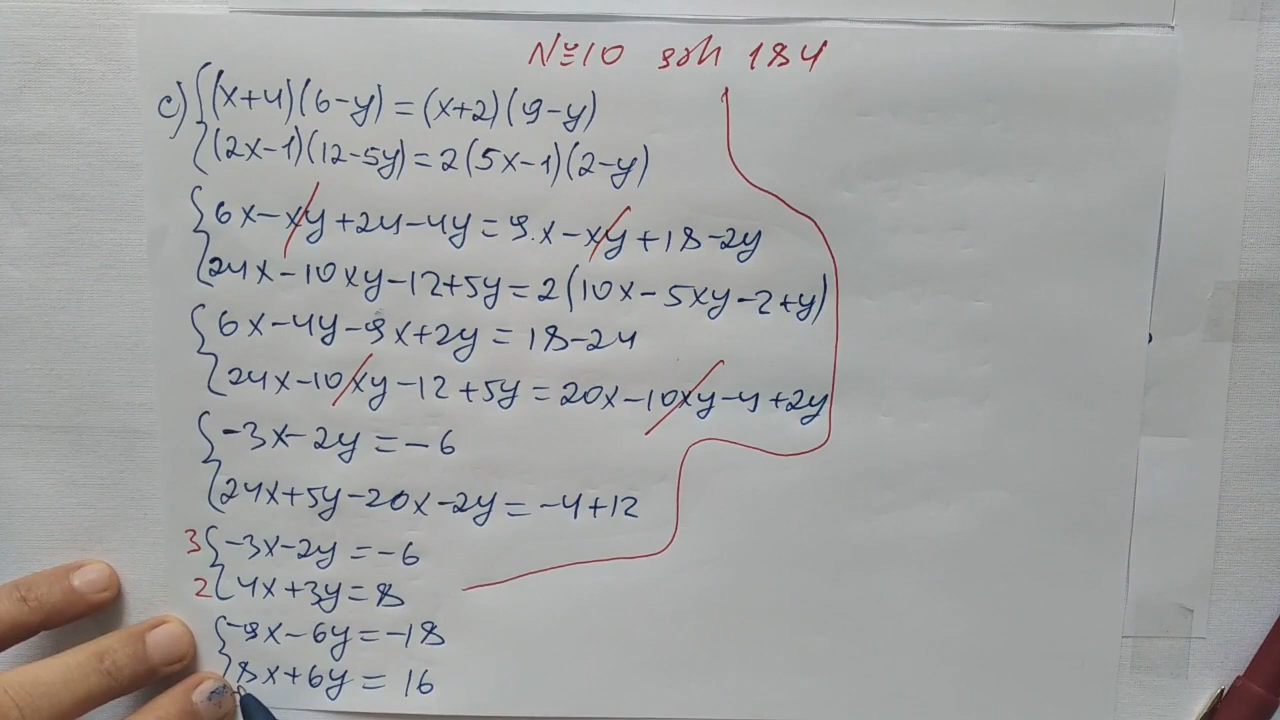 №10 səh 184
c) {(x+4)(6-y)=(x+2)(9-y)
(2x-1)(12-5y)=2(5x-1)(2-y)
{6x-xy+24-4y=9x-xy+18-2y
24x-10xy-12+5y=2(10x-5xy-2+y)
{6x-4y-9x+2y=18-24
24x-10xy-12+5y=20x-10xy-4+2y
{-3x-2y=-6
24x+5y-20x-2y=-4+12
3 {-3x-2y=-6
2 4x+3y=8
{-9x-6y=-18
8x+6y=16